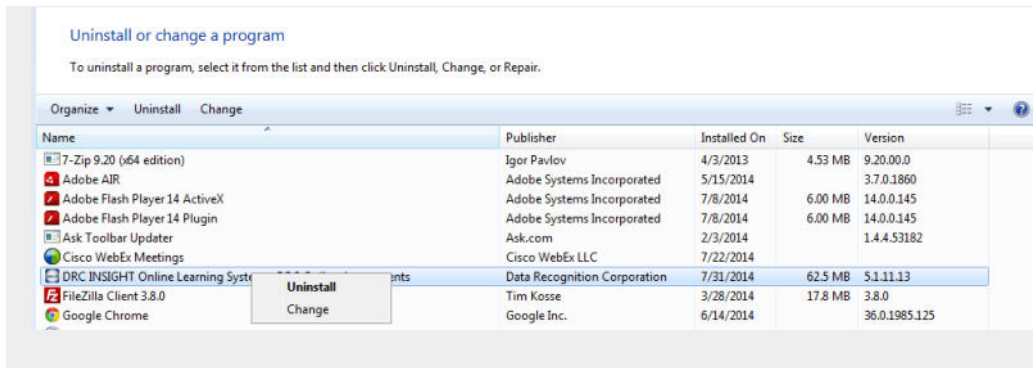 Uninstall or change a program
To uninstall a program, select it from the list and then click Uninstall, Change, or Repair.
Organize Uninstall Change
Name Publisher Installed On Size Version
7-Zip 9.20 (x64 edition) Igor Pavlov 4/3/2013 4.53 MB 9.20.00.0
Adobe AIR Adobe Systems Incorporated 5/15/2014 3.7.0.1860
Adobe Flash Player 14 ActiveX Adobe Systems Incorporated 7/8/2014 6.00 MB 14.0.0.145
Adobe Flash Player 14 Plugin Adobe Systems Incorporated 7/8/2014 6.00 MB 14.0.0.145
Ask Toolbar Updater Ask.com 2/3/2014 1.4.4.53182
Cisco WebEx Meetings Cisco WebEx LLC 7/22/2014
DRC INSIGHT Online Learning Data Recognition Corporation 7/31/2014 62.5 MB 5.1.11.13
Uninstall
FileZilla Client 3.8.0 Tim Kosse 3/28/2014 17.8 MB 3.8.0
Change
Google Chrome Google Inc. 6/14/2014 36.0.1985.125